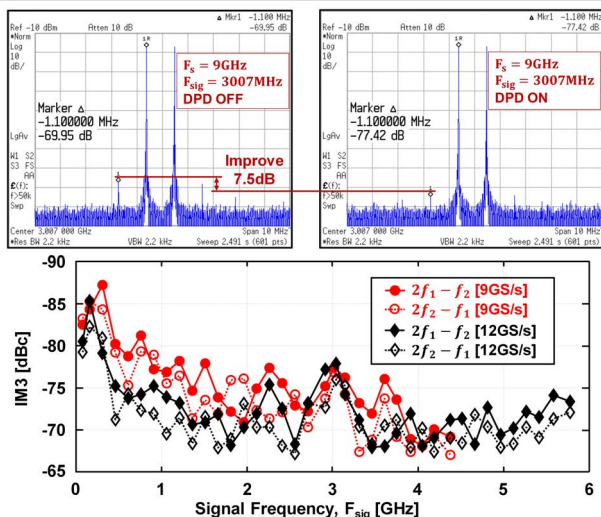 Ref -10 dBm Atten 10 dB
Δ Mkr1 -1.100 MHz
-69.95 dB
*Norm
Log
10
dB/
1R
F_s = 9GHz
F_sig = 3007MHz
DPD OFF
Marker Δ
-1.100000 MHz
-69.95 dB
LgAv
W1 S2
S3 FS
AA
£(f):
f>50k
Swp
Center 3.007 000 GHz Span 10 MHz
*Res BW 2.2 kHz VBW 2.2 kHz Sweep 2.491 s (601 pts)
Improve
7.5dB
Ref -10 dBm Atten 10 dB
Δ Mkr1 -1.100 MHz
-77.42 dB
*Norm
Log
10
dB/
1R
F_s = 9GHz
F_sig = 3007MHz
DPD ON
Marker Δ
-1.100000 MHz
-77.42 dB
LgAv
W1 S2
S3 FS
AA
£(f):
f>50k
Swp
Center 3.007 000 GHz Span 10 MHz
*Res BW 2.2 kHz VBW 2.2 kHz Sweep 2.491 s (601 pts)
IM3 [dBc]
-90
-85
-80
-75
-70
-65
2f₁ − f₂ [9GS/s]
2f₂ − f₁ [9GS/s]
2f₁ − f₂ [12GS/s]
2f₂ − f₁ [12GS/s]
0 1 2 3 4 5 6
Signal Frequency, F_sig [GHz]